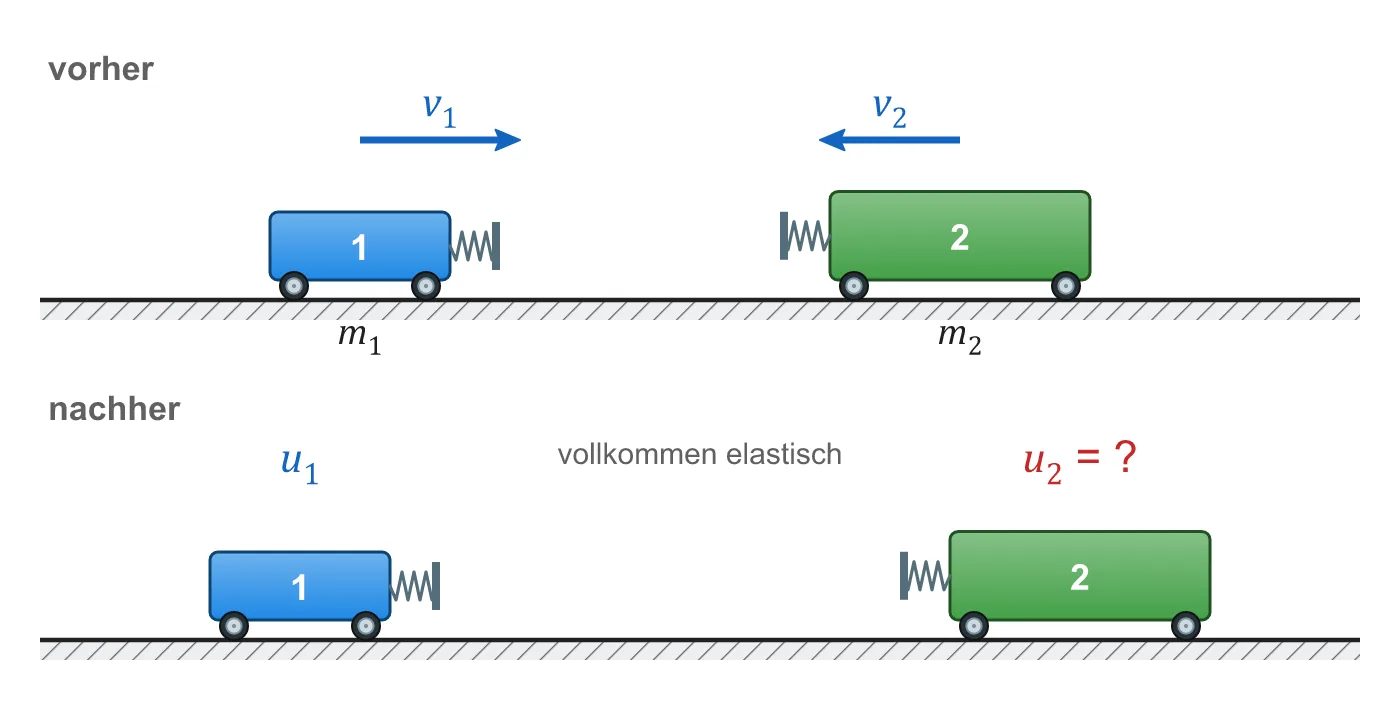 vorher
v₁ v₂
1 2
m₁ m₂
nachher
u₁ vollkommen elastisch u₂ = ?
1 2